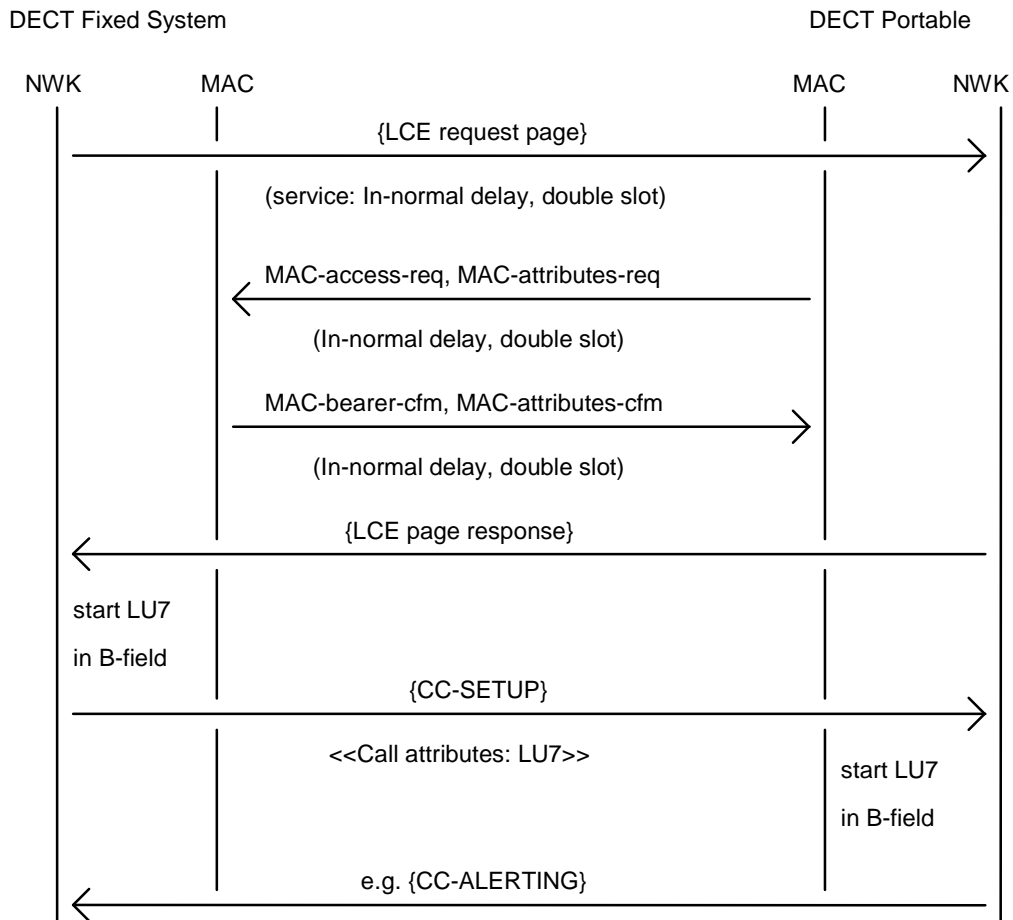 DECT Fixed System DECT Portable
NWK MAC MAC NWK
{LCE request page}
(service: In-normal delay, double slot)
MAC-access-req, MAC-attributes-req
(In-normal delay, double slot)
MAC-bearer-cfm, MAC-attributes-cfm
(In-normal delay, double slot)
{LCE page response}
start LU7
in B-field
{CC-SETUP}
<<Call attributes: LU7>>
start LU7
in B-field
e.g. {CC-ALERTING}